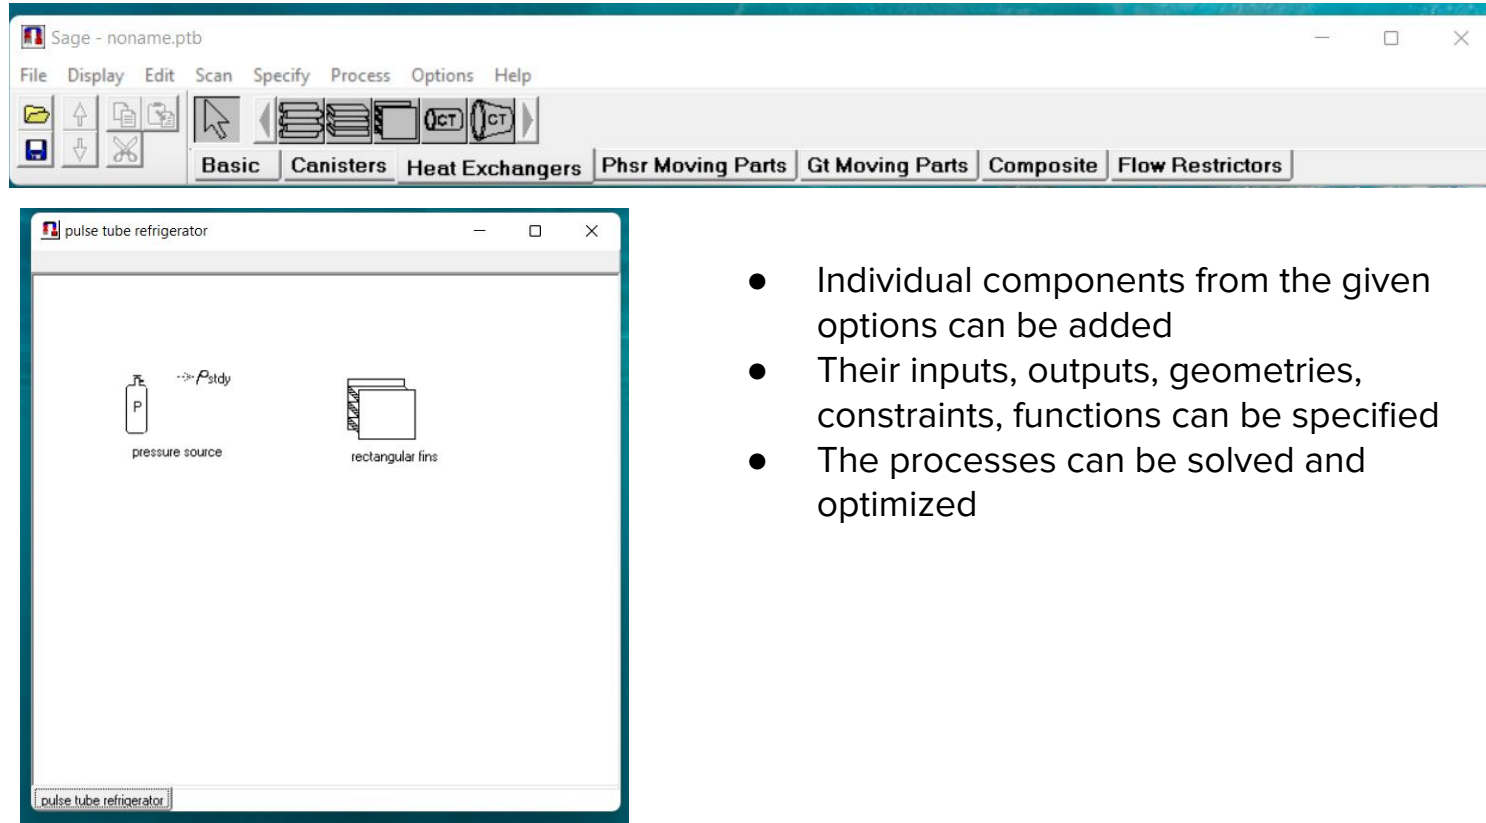 Sage - noname.ptb
File Display Edit Scan Specify Process Options Help
CT CT
Basic Canisters Heat Exchangers Phsr Moving Parts Gt Moving Parts Composite Flow Restrictors
pulse tube refrigerator
P
Pstdy
pressure source
rectangular fins
pulse tube refrigerator
● Individual components from the given
options can be added
● Their inputs, outputs, geometries,
constraints, functions can be specified
● The processes can be solved and
optimized